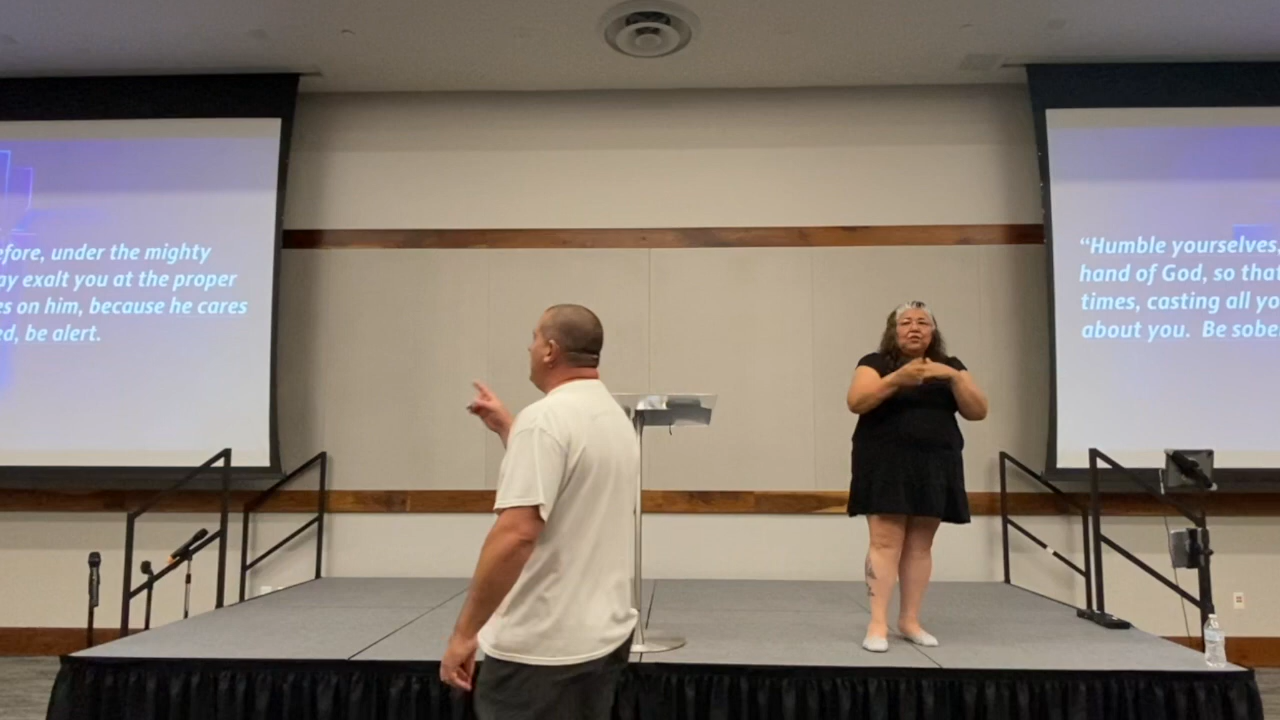 efore, under the mighty
ay exalt you at the proper
es on him, because he cares
ed, be alert.
“Humble yourselves,
hand of God, so that
times, casting all yo
about you. Be sobe